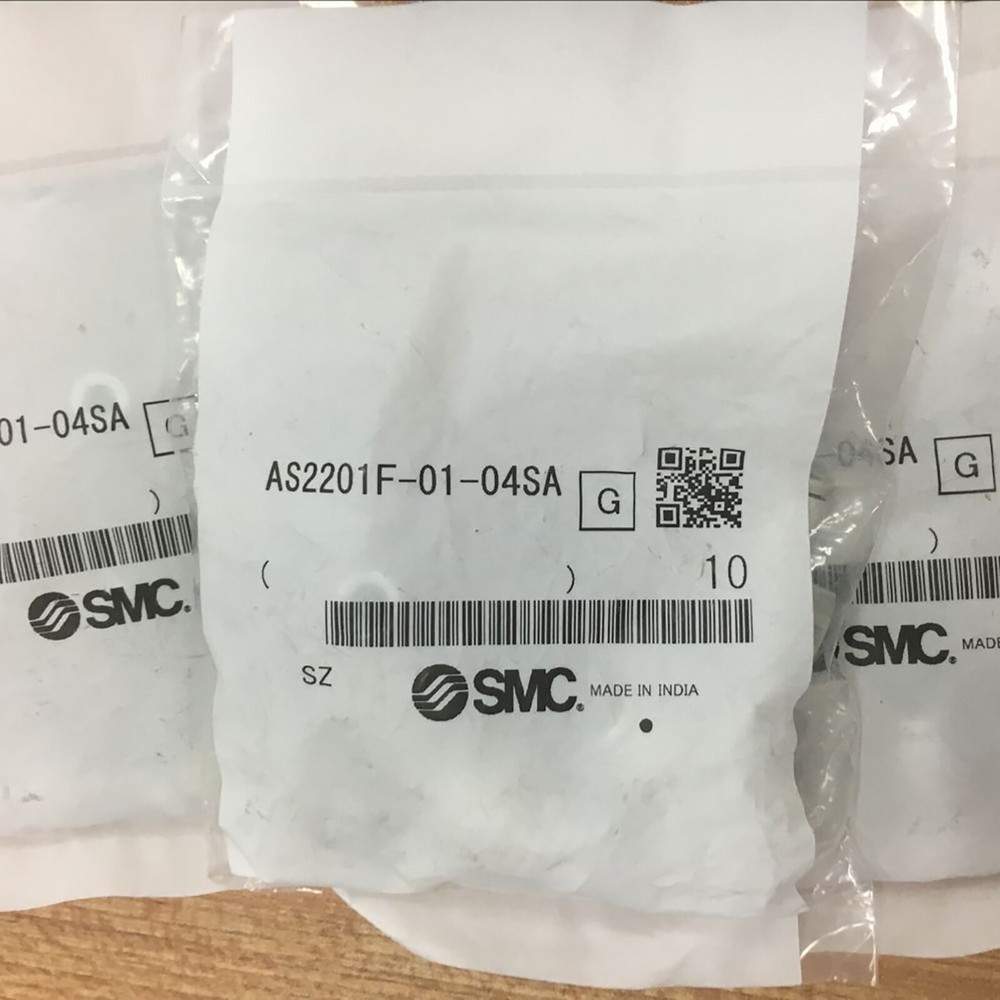 01-04SA G
)
SMC.
AS2201F-01-04SA G
( ) 10
SZ SMC. MADE IN INDIA
-04SA G
)
SMC. MADE